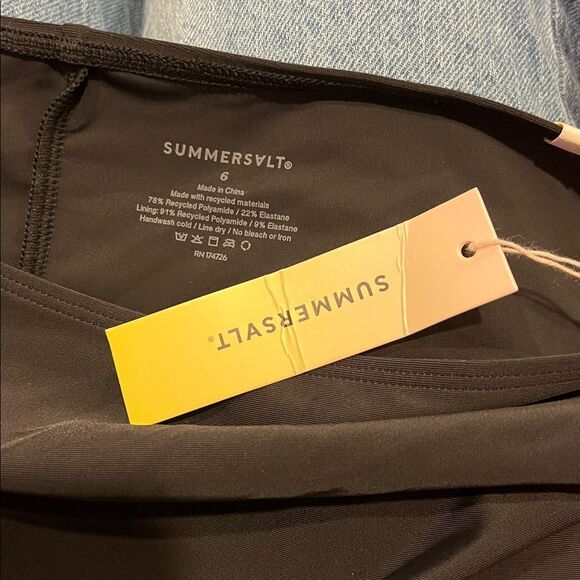 SUMMERSALT®
6
Made in China
Made with recycled materials
78% Recycled Polyamide / 22% Elastane
Lining: 91% Recycled Polyamide / 9% Elastane
Handwash cold / Line dry / No bleach or Iron
RN 174726
SUMMERSALT®